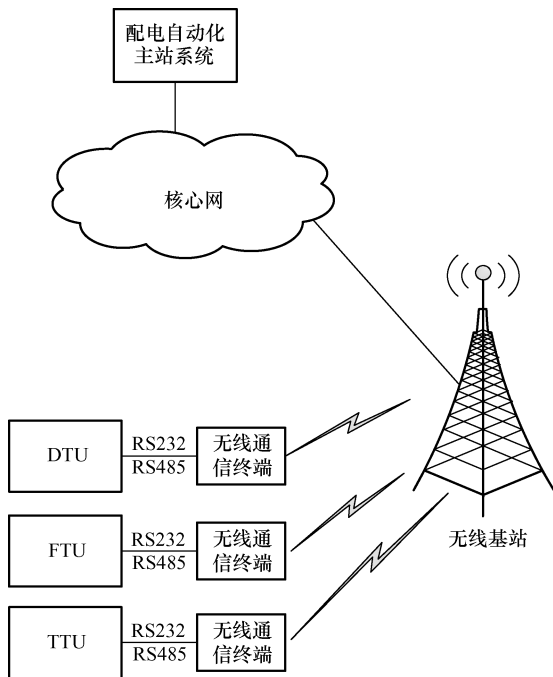 配电自动化
主站系统
核心网
DTU
RS232
RS485
无线通
信终端
FTU
RS232
RS485
无线通
信终端
无线基站
TTU
RS232
RS485
无线通
信终端